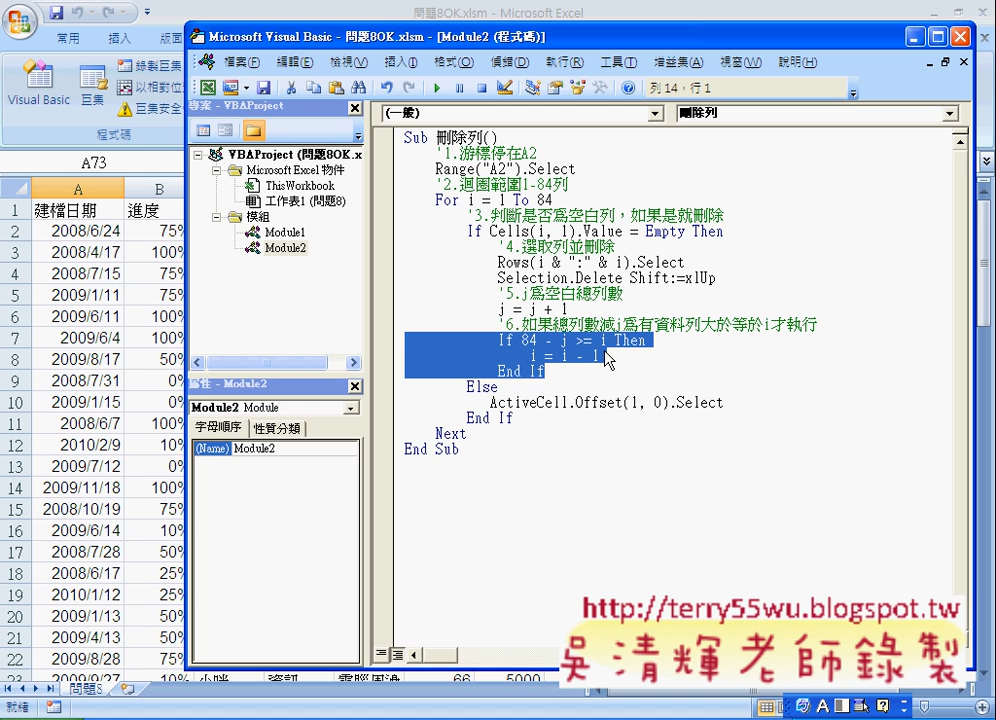 問題8OK.xlsm - Microsoft Excel
Microsoft Visual Basic - 問題8OK.xlsm - [Module2 (程式碼)]
常用 插入 版面
檔案(F) 編輯(E) 檢視(V) 插入(I) 格式(O) 偵錯(D) 執行(R) 工具(T) 增益集(A) 視窗(W) 說明(H)
列 14，行 1
Visual Basic 巨集
錄製巨集
以相對位
巨集安全
程式碼
專案 - VBAProject
(一般) 刪除列
A73
VBAProject (問題8OK.x
Microsoft Excel 物件
ThisWorkbook
工作表1 (問題8)
模組
Module1
Module2
屬性 - Module2
Module2 Module
字母順序 性質分類
(Name) Module2
Sub 刪除列()
'1.游標停在A2
Range("A2").Select
'2.迴圈範圍1-84列
For i = 1 To 84
'3.判斷是否為空白列，如果是就刪除
If Cells(i, 1).Value = Empty Then
'4.選取列並刪除
Rows(i & ":" & i).Select
Selection.Delete Shift:=xlUp
'5.j為空白總列數
j = j + 1
'6.如果總列數減j為有資料列大於等於i才執行
If 84 - j >= i Then
i = i - 1
End If
Else
ActiveCell.Offset(1, 0).Select
End If
Next
End Sub
A B
1 建檔日期 進度
2 2008/6/24 75%
3 2008/4/17 100%
4 2008/7/15 75%
5 2009/1/11 75%
6 2009/6/11 100%
7 2009/6/4 100%
8 2009/8/17 50%
9 2008/7/31 0%
10 2009/1/15 0%
11 2008/6/7 100%
12 2010/2/9 10%
13 2009/7/12 0%
14 2009/11/18 100%
15 2008/10/19 75%
16 2009/6/14 10%
17 2008/7/28 50%
18 2008/6/17 25%
19 2010/1/12 25%
20 2009/1/13 50%
21 2009/4/13 50%
22 2009/8/28 75%
23 2009/9/27 10%
66 5000
問題8
就緒
http://terry55wu.blogspot.tw
吳清輝老師錄製